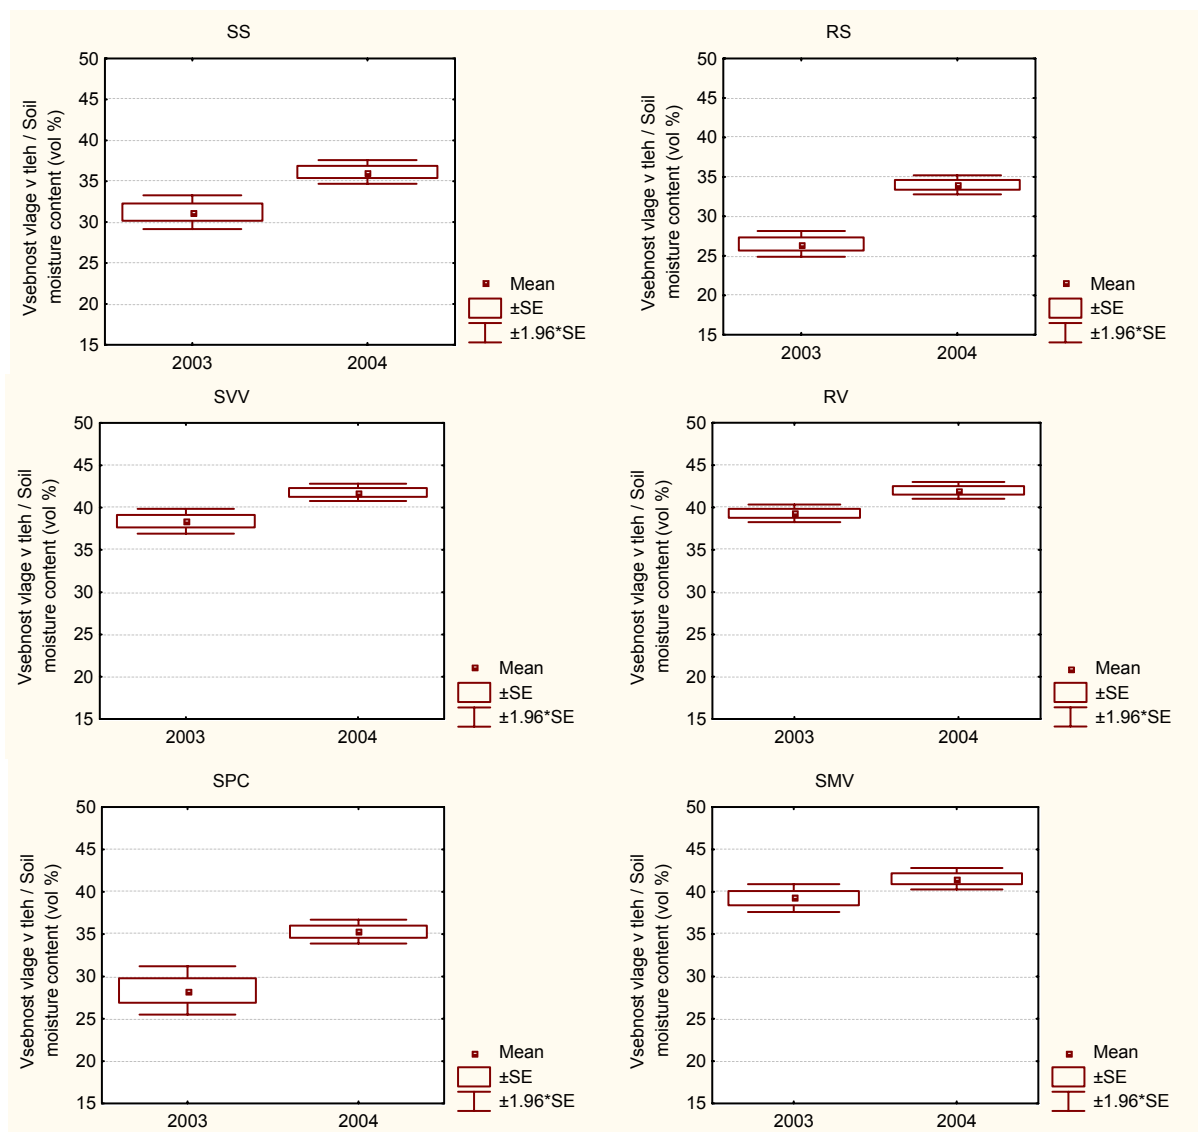 SS
Vsebnost vlage v tleh / Soil
moisture content (vol %)
50
45
40
35
30
25
20
15
2003
2004
Mean
±SE
±1.96*SE
RS
Vsebnost vlage v tleh / Soil
moisture content (vol %)
50
45
40
35
30
25
20
15
2003
2004
Mean
±SE
±1.96*SE
SVV
Vsebnost vlage v tleh / Soil
moisture content (vol %)
50
45
40
35
30
25
20
15
2003
2004
Mean
±SE
±1.96*SE
RV
Vsebnost vlage v tleh / Soil
moisture content (vol %)
50
45
40
35
30
25
20
15
2003
2004
Mean
±SE
±1.96*SE
SPC
Vsebnost vlage v tleh / Soil
moisture content (vol %)
50
45
40
35
30
25
20
15
2003
2004
Mean
±SE
±1.96*SE
SMV
Vsebnost vlage v tleh / Soil
moisture content (vol %)
50
45
40
35
30
25
20
15
2003
2004
Mean
±SE
±1.96*SE